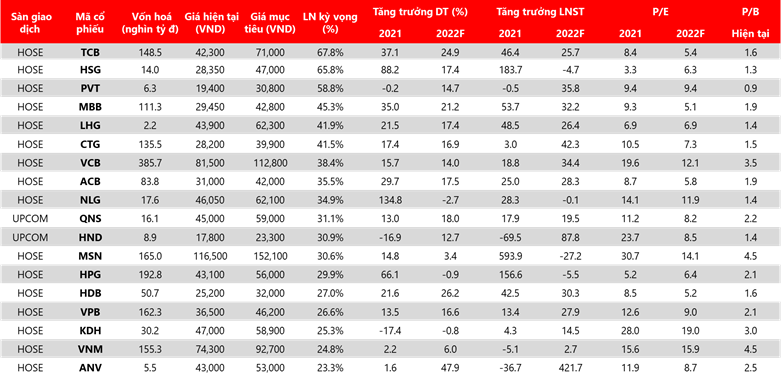 Sàn giao Mã cổ Vốn hoá Giá hiện tại Giá mục LN kỳ vọng Tăng trưởng DT (%) Tăng trưởng LNST P/E P/B
dịch phiếu (nghìn tỷ đ) (VND) tiêu (VND) (%) 2021 2022F 2021 2022F 2021 2022F Hiện tại
HOSE TCB 148.5 42,300 71,000 67.8% 37.1 24.9 46.4 25.7 8.4 5.4 1.6
HOSE HSG 14.0 28,350 47,000 65.8% 88.2 17.4 183.7 -4.7 3.3 6.3 1.3
HOSE PVT 6.3 19,400 30,800 58.8% -0.2 14.7 -0.5 35.8 9.4 9.4 0.9
HOSE MBB 111.3 29,450 42,800 45.3% 35.0 21.2 53.7 32.2 9.3 5.1 1.9
HOSE LHG 2.2 43,900 62,300 41.9% 21.5 17.4 48.5 26.4 6.9 6.9 1.4
HOSE CTG 135.5 28,200 39,900 41.5% 17.4 16.9 3.0 42.3 10.5 7.3 1.5
HOSE VCB 385.7 81,500 112,800 38.4% 15.7 14.0 18.8 34.4 19.6 12.1 3.5
HOSE ACB 83.8 31,000 42,000 35.5% 29.7 17.5 25.0 28.3 8.7 5.8 1.9
HOSE NLG 17.6 46,050 62,100 34.9% 134.8 -2.7 28.3 -0.1 14.1 11.9 1.4
UPCOM QNS 16.1 45,000 59,000 31.1% 13.0 18.0 17.9 19.5 11.2 8.2 2.2
UPCOM HND 8.9 17,800 23,300 30.9% -16.9 12.7 -69.5 87.8 23.7 8.5 1.4
HOSE MSN 165.0 116,500 152,100 30.6% 14.8 3.4 593.9 -27.2 30.7 14.1 4.5
HOSE HPG 192.8 43,100 56,000 29.9% 66.1 -0.9 156.6 -5.5 5.2 6.4 2.1
HOSE HDB 50.7 25,200 32,000 27.0% 21.6 26.2 42.5 30.3 8.5 5.2 1.6
HOSE VPB 162.3 36,500 46,200 26.6% 13.5 16.6 13.4 27.9 12.6 9.0 2.1
HOSE KDH 30.2 47,000 58,900 25.3% -17.4 -0.8 4.3 14.5 28.0 19.0 3.0
HOSE VNM 155.3 74,300 92,700 24.8% 2.2 6.0 -5.1 2.7 15.6 15.9 4.5
HOSE ANV 5.5 43,000 53,000 23.3% 1.6 47.9 -36.7 421.7 11.9 8.7 2.5